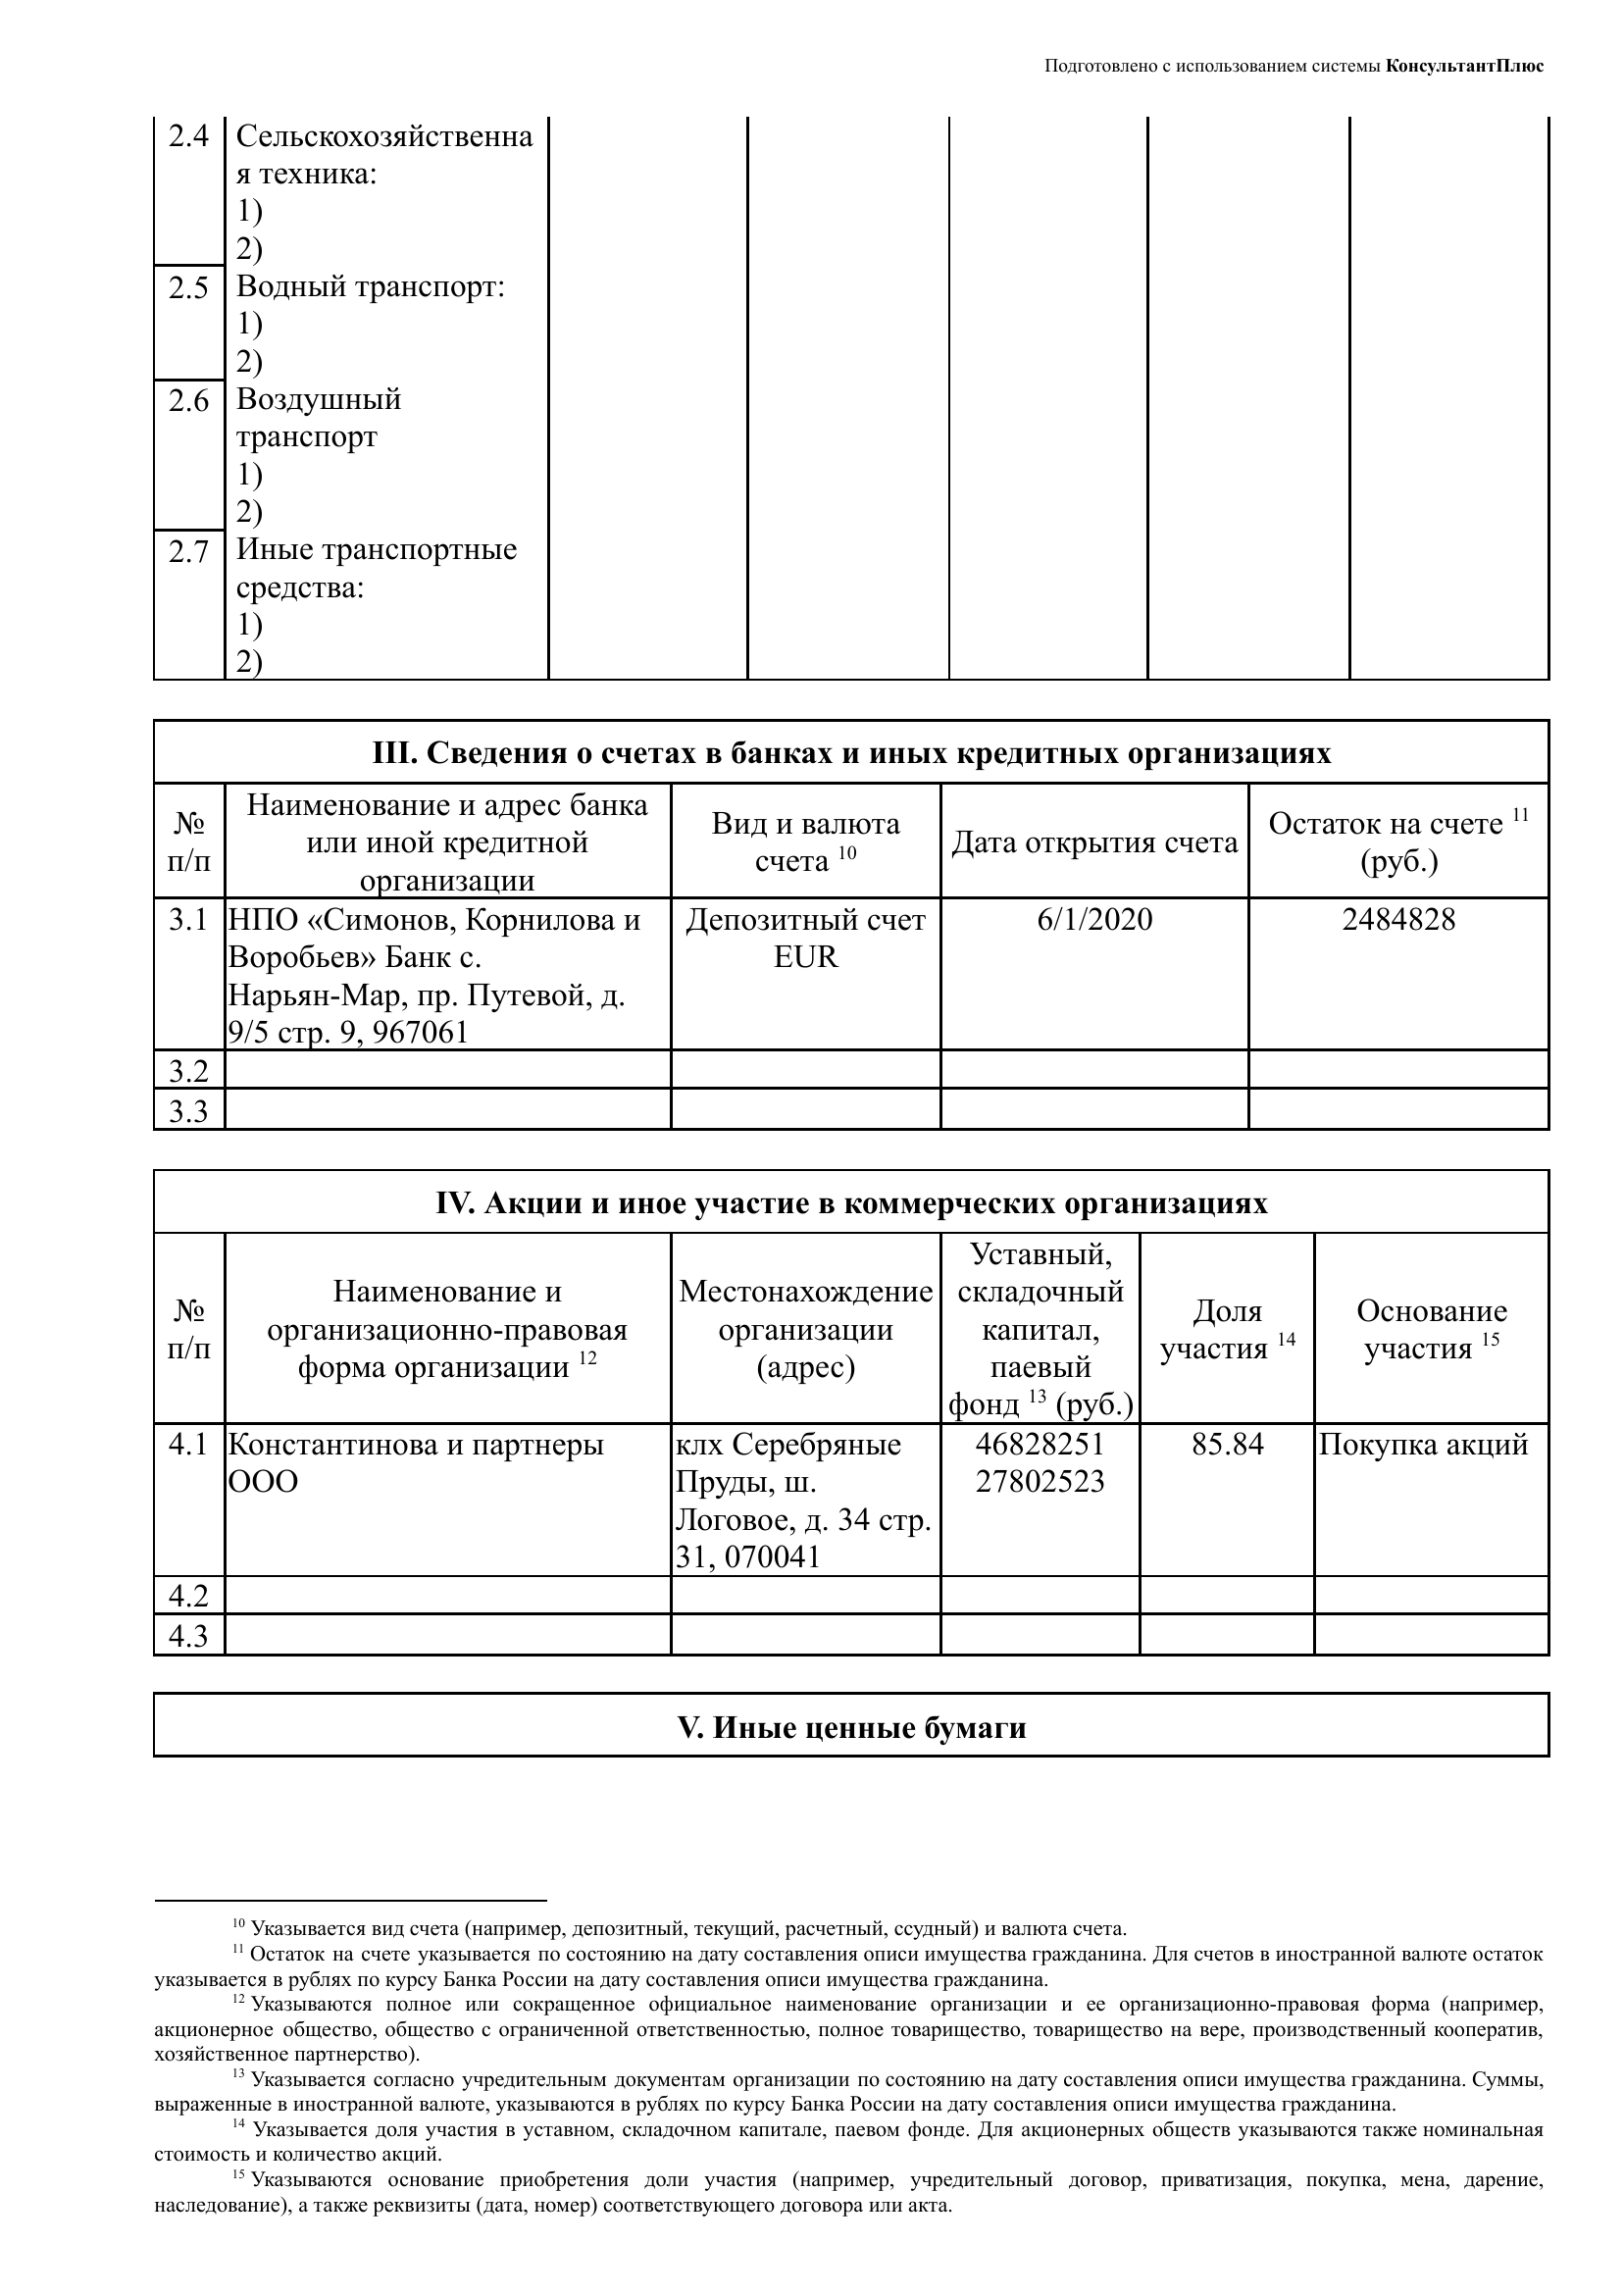 Подготовлено с использованием системы КонсультантПлюс
2.4 Сельскохозяйственна
я техника:
1)
2)
2.5 Водный транспорт:
1)
2)
2.6 Воздушный
транспорт
1)
2)
2.7 Иные транспортные
средства:
1)
2)
III. Сведения о счетах в банках и иных кредитных организациях
№
п/п
Наименование и адрес банка
или иной кредитной
организации
Вид и валюта
счета 10
Дата открытия счета
Остаток на счете 11
(руб.)
3.1
НПО «Симонов, Корнилова и
Воробьев» Банк с.
Нарьян-Мар, пр. Путевой, д.
9/5 стр. 9, 967061
Депозитный счет
EUR
6/1/2020
2484828
3.2
3.3
IV. Акции и иное участие в коммерческих организациях
№
п/п
Наименование и
организационно-правовая
форма организации 12
Местонахождение
организации
(адрес)
Уставный,
складочный
капитал,
паевый
фонд 13 (руб.)
Доля
участия 14
Основание
участия 15
4.1
Константинова и партнеры
ООО
клх Серебряные
Пруды, ш.
Логовое, д. 34 стр.
31, 070041
46828251
27802523
85.84
Покупка акций
4.2
4.3
V. Иные ценные бумаги
10 Указывается вид счета (например, депозитный, текущий, расчетный, ссудный) и валюта счета.
11 Остаток на счете указывается по состоянию на дату составления описи имущества гражданина. Для счетов в иностранной валюте остаток
указывается в рублях по курсу Банка России на дату составления описи имущества гражданина.
12 Указываются полное или сокращенное официальное наименование организации и ее организационно-правовая форма (например,
акционерное общество, общество с ограниченной ответственностью, полное товарищество, товарищество на вере, производственный кооператив,
хозяйственное партнерство).
13 Указывается согласно учредительным документам организации по состоянию на дату составления описи имущества гражданина. Суммы,
выраженные в иностранной валюте, указываются в рублях по курсу Банка России на дату составления описи имущества гражданина.
14 Указывается доля участия в уставном, складочном капитале, паевом фонде. Для акционерных обществ указываются также номинальная
стоимость и количество акций.
15 Указываются основание приобретения доли участия (например, учредительный договор, приватизация, покупка, мена, дарение,
наследование), а также реквизиты (дата, номер) соответствующего договора или акта.